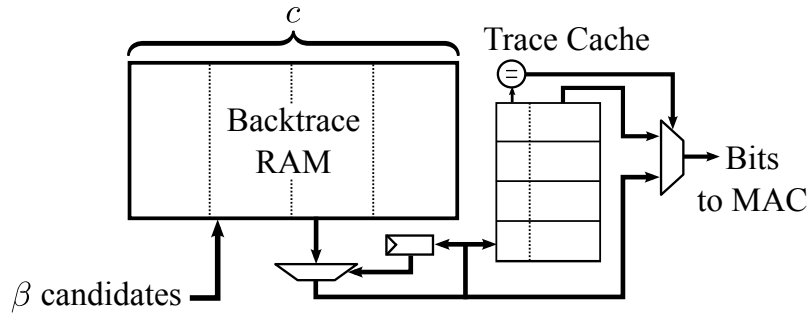 c
Trace Cache
=
Backtrace
RAM
Bits
to MAC
β candidates